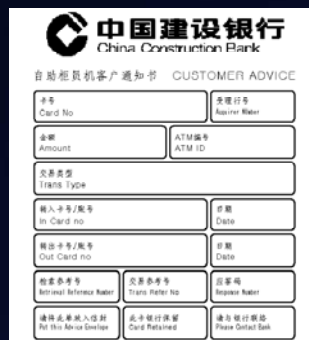 中国建设银行
China Construction Bank
自助柜员机客户通知书 CUSTOMER ADVICE
卡号 受理行号
Card No Acquirer Number
金额 ATM编号
Amount ATM ID
交易类型
Trans Type
转入卡号/账号 日期
In Card no Date
转出卡号/账号 日期
Out Card no Date
检索参考号 交易参考号 应答码
Retrieval Reference Number Trans Refer No Response Number
请将此单放入信封 此卡银行保留 请与银行联络
Put this Advice Envelope Card Retained Please Contact Bank